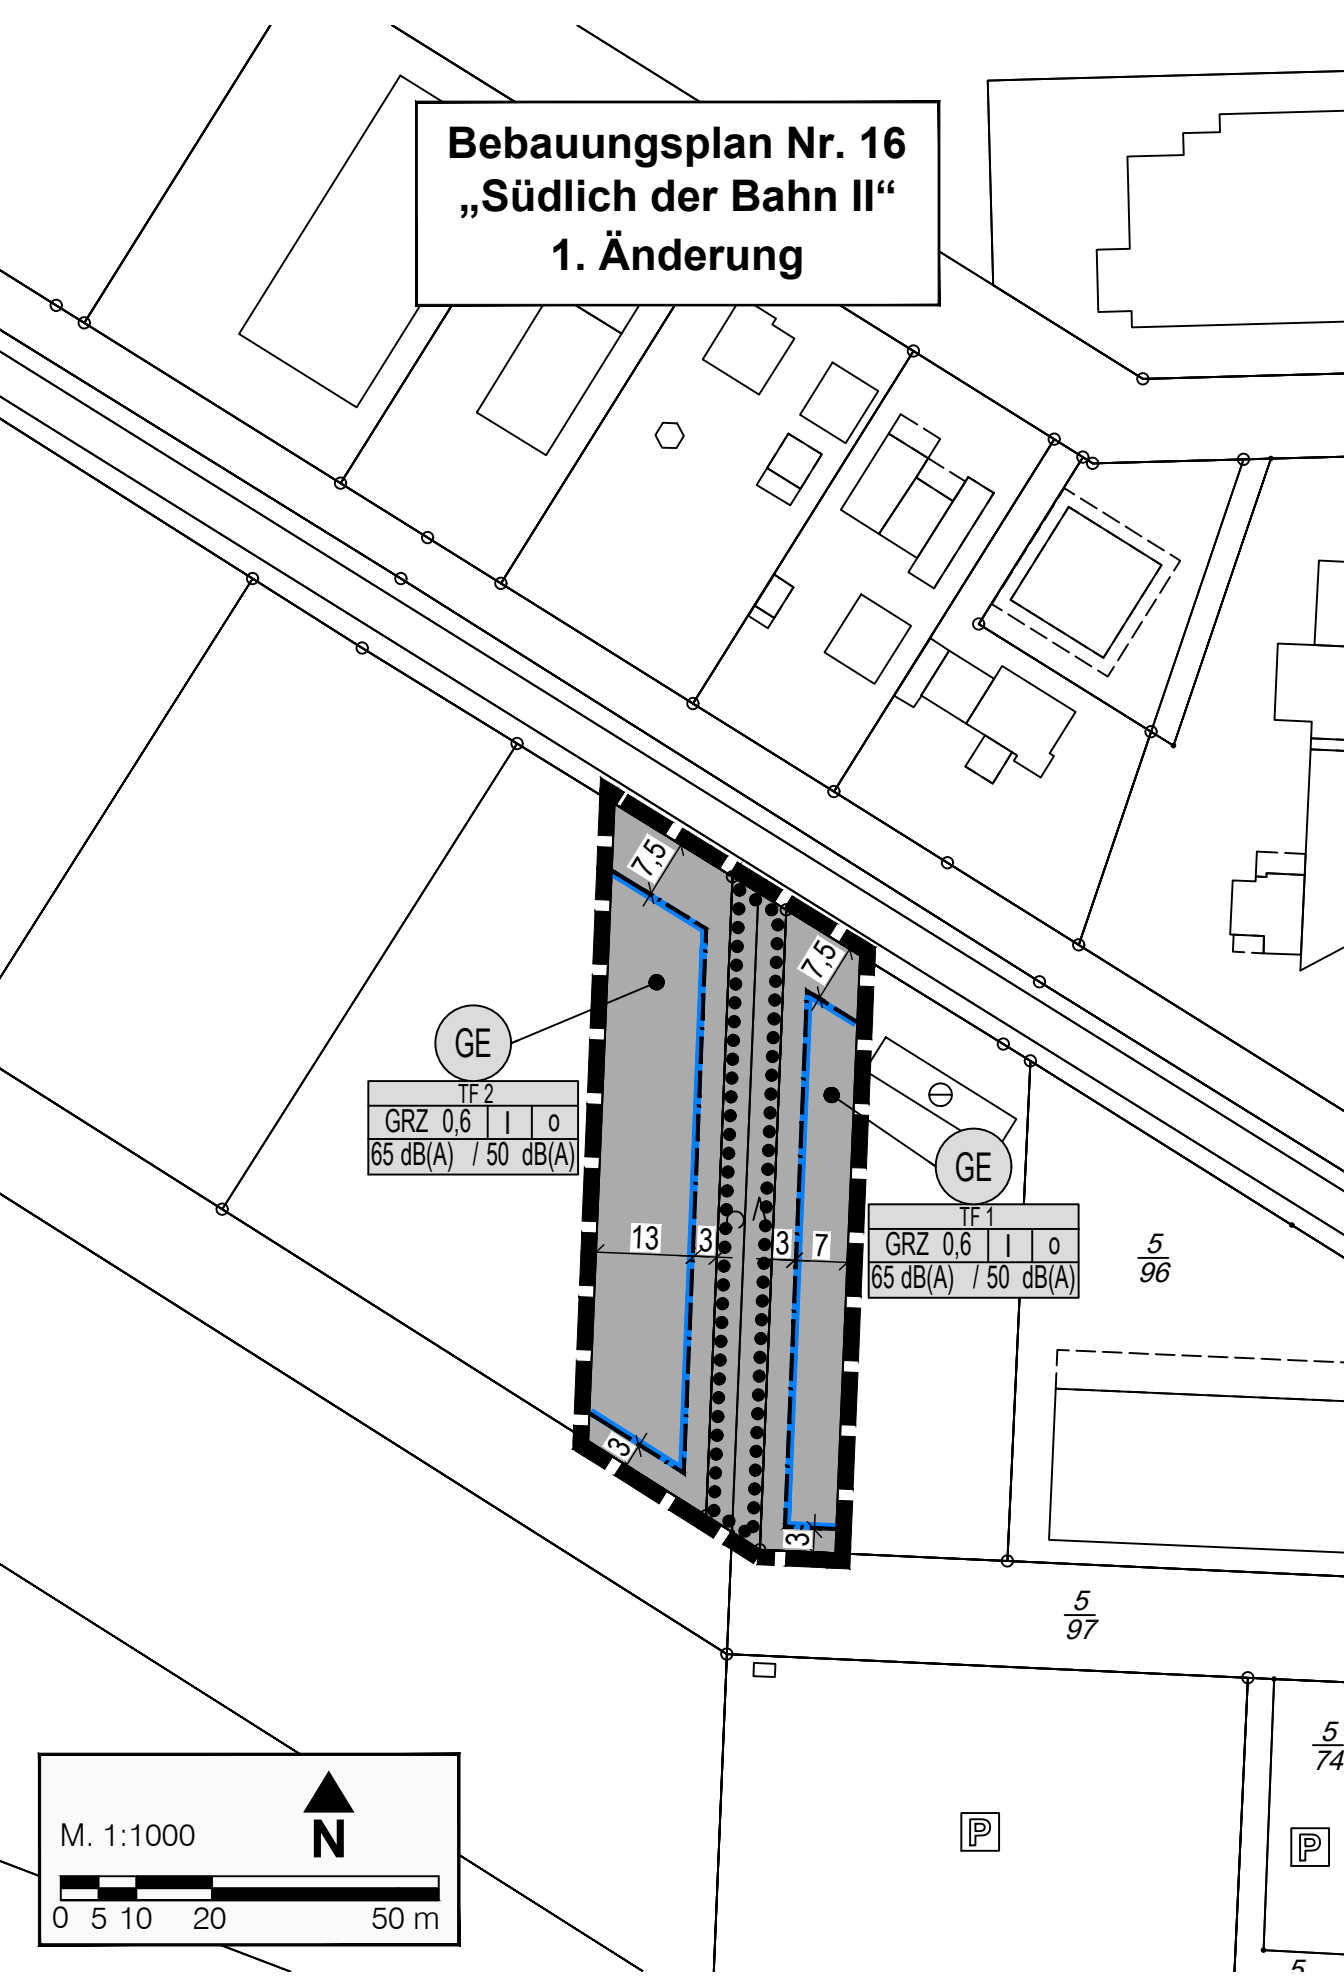 Bebauungsplan Nr. 16
„Südlich der Bahn II“
1. Änderung
7,5
7,5
GE
TF 2
GRZ 0,6 I o
65 dB(A) / 50 dB(A)
GE
TF 1
GRZ 0,6 I o
65 dB(A) / 50 dB(A)
13 3 3 7
5
96
3
3
5
97
5
74
P
P
5
M. 1:1000
N
0 5 10 20 50 m